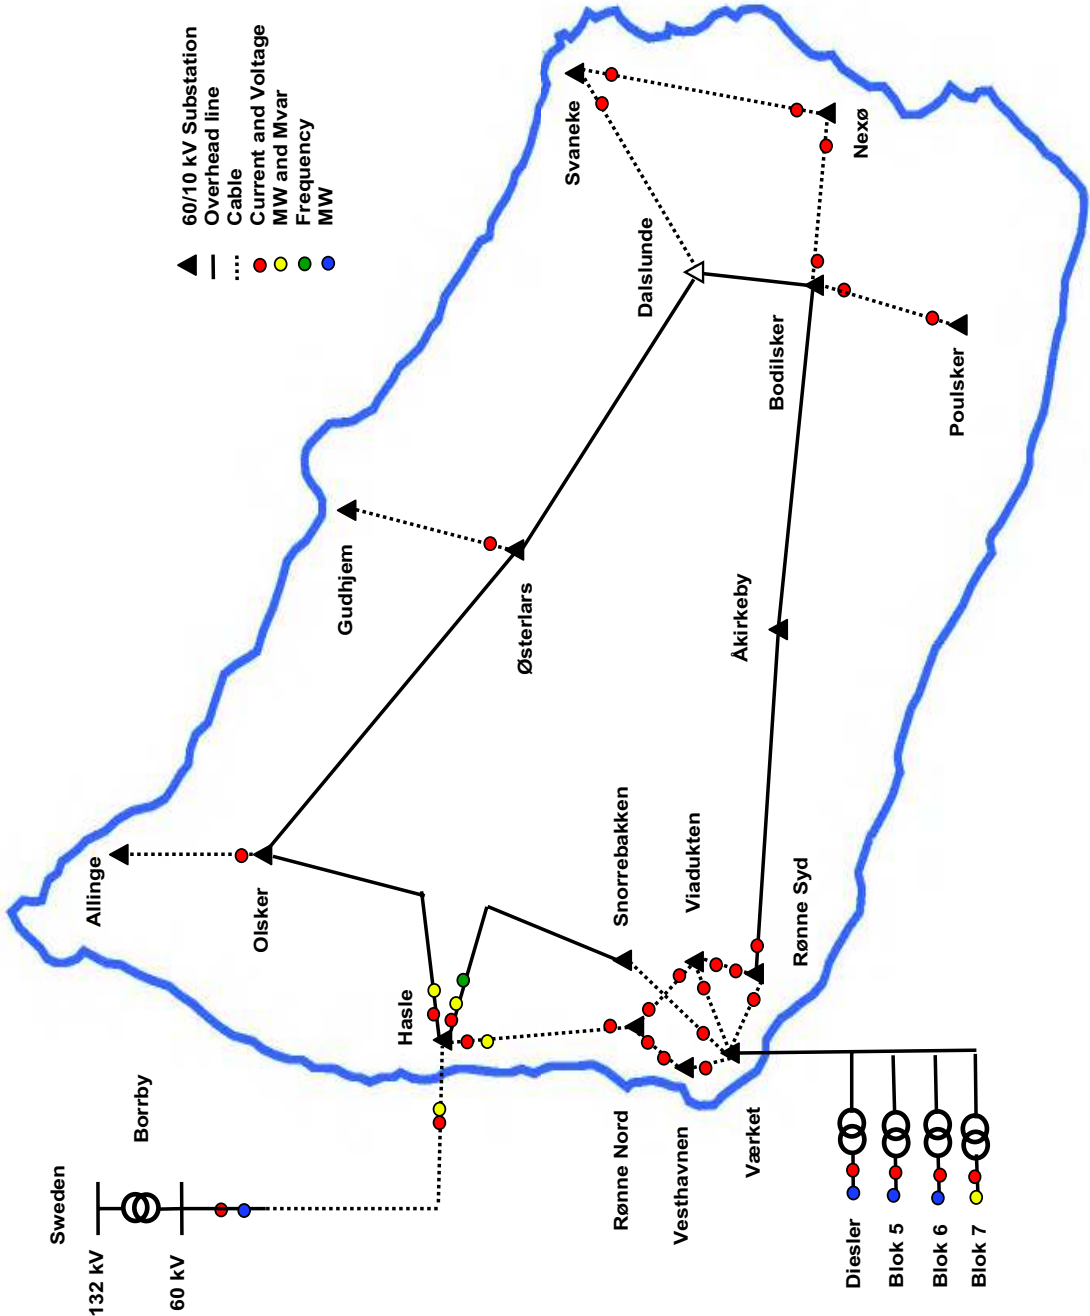 Sweden
132 kV
60 kV
Borrby
Allinge
Olsker
Hasle
Gudhjem
Østerlars
Svaneke
Nexø
Dalslunde
Bodilsker
Poulsker
Åkirkeby
Snorrebakken
Viadukten
Rønne Syd
Rønne Nord
Vesthavnen
Værket
Diesler
Blok 5
Blok 6
Blok 7
60/10 kV Substation
Overhead line
Cable
Current and Voltage
MW and Mvar
Frequency
MW